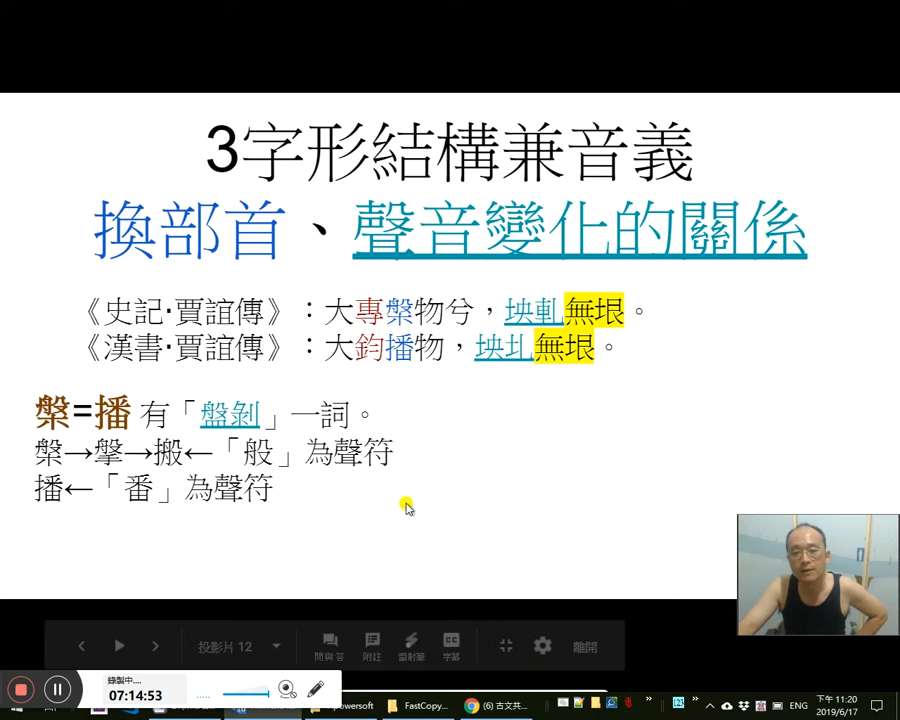 3字形結構兼音義
換部首、聲音變化的關係
《史記·賈誼傳》：大專槃物兮，坱軋無垠。
《漢書·賈誼傳》：大鈞播物，坱圠無垠。
槃=播 有「盤剝」一詞。
槃→搫→搬←「般」為聲符
播←「番」為聲符
投影片 12
問與答
附註
雷射筆
字幕
離開
錄製中....
07:14:53
powersoft
FastCopy...
(6) 古文共...
ENG
下午 11:20
2019/6/17